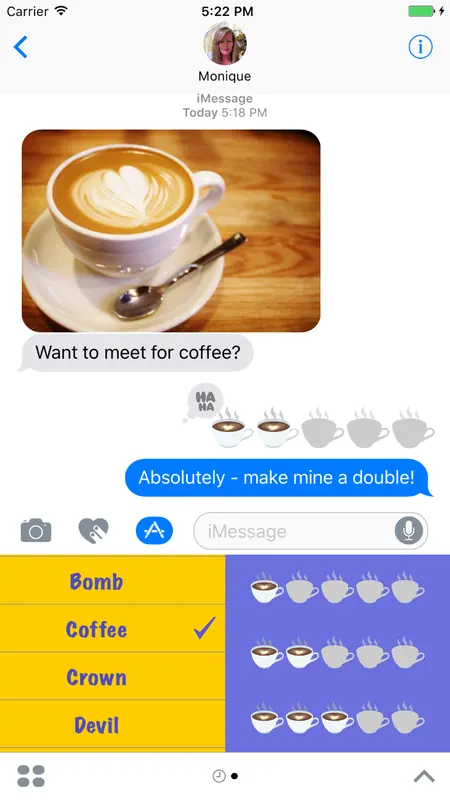 Carrier 5:22 PM
Monique
iMessage
Today 5:18 PM
Want to meet for coffee?
HA
HA
Absolutely - make mine a double!
iMessage
Bomb
Coffee
Crown
Devil